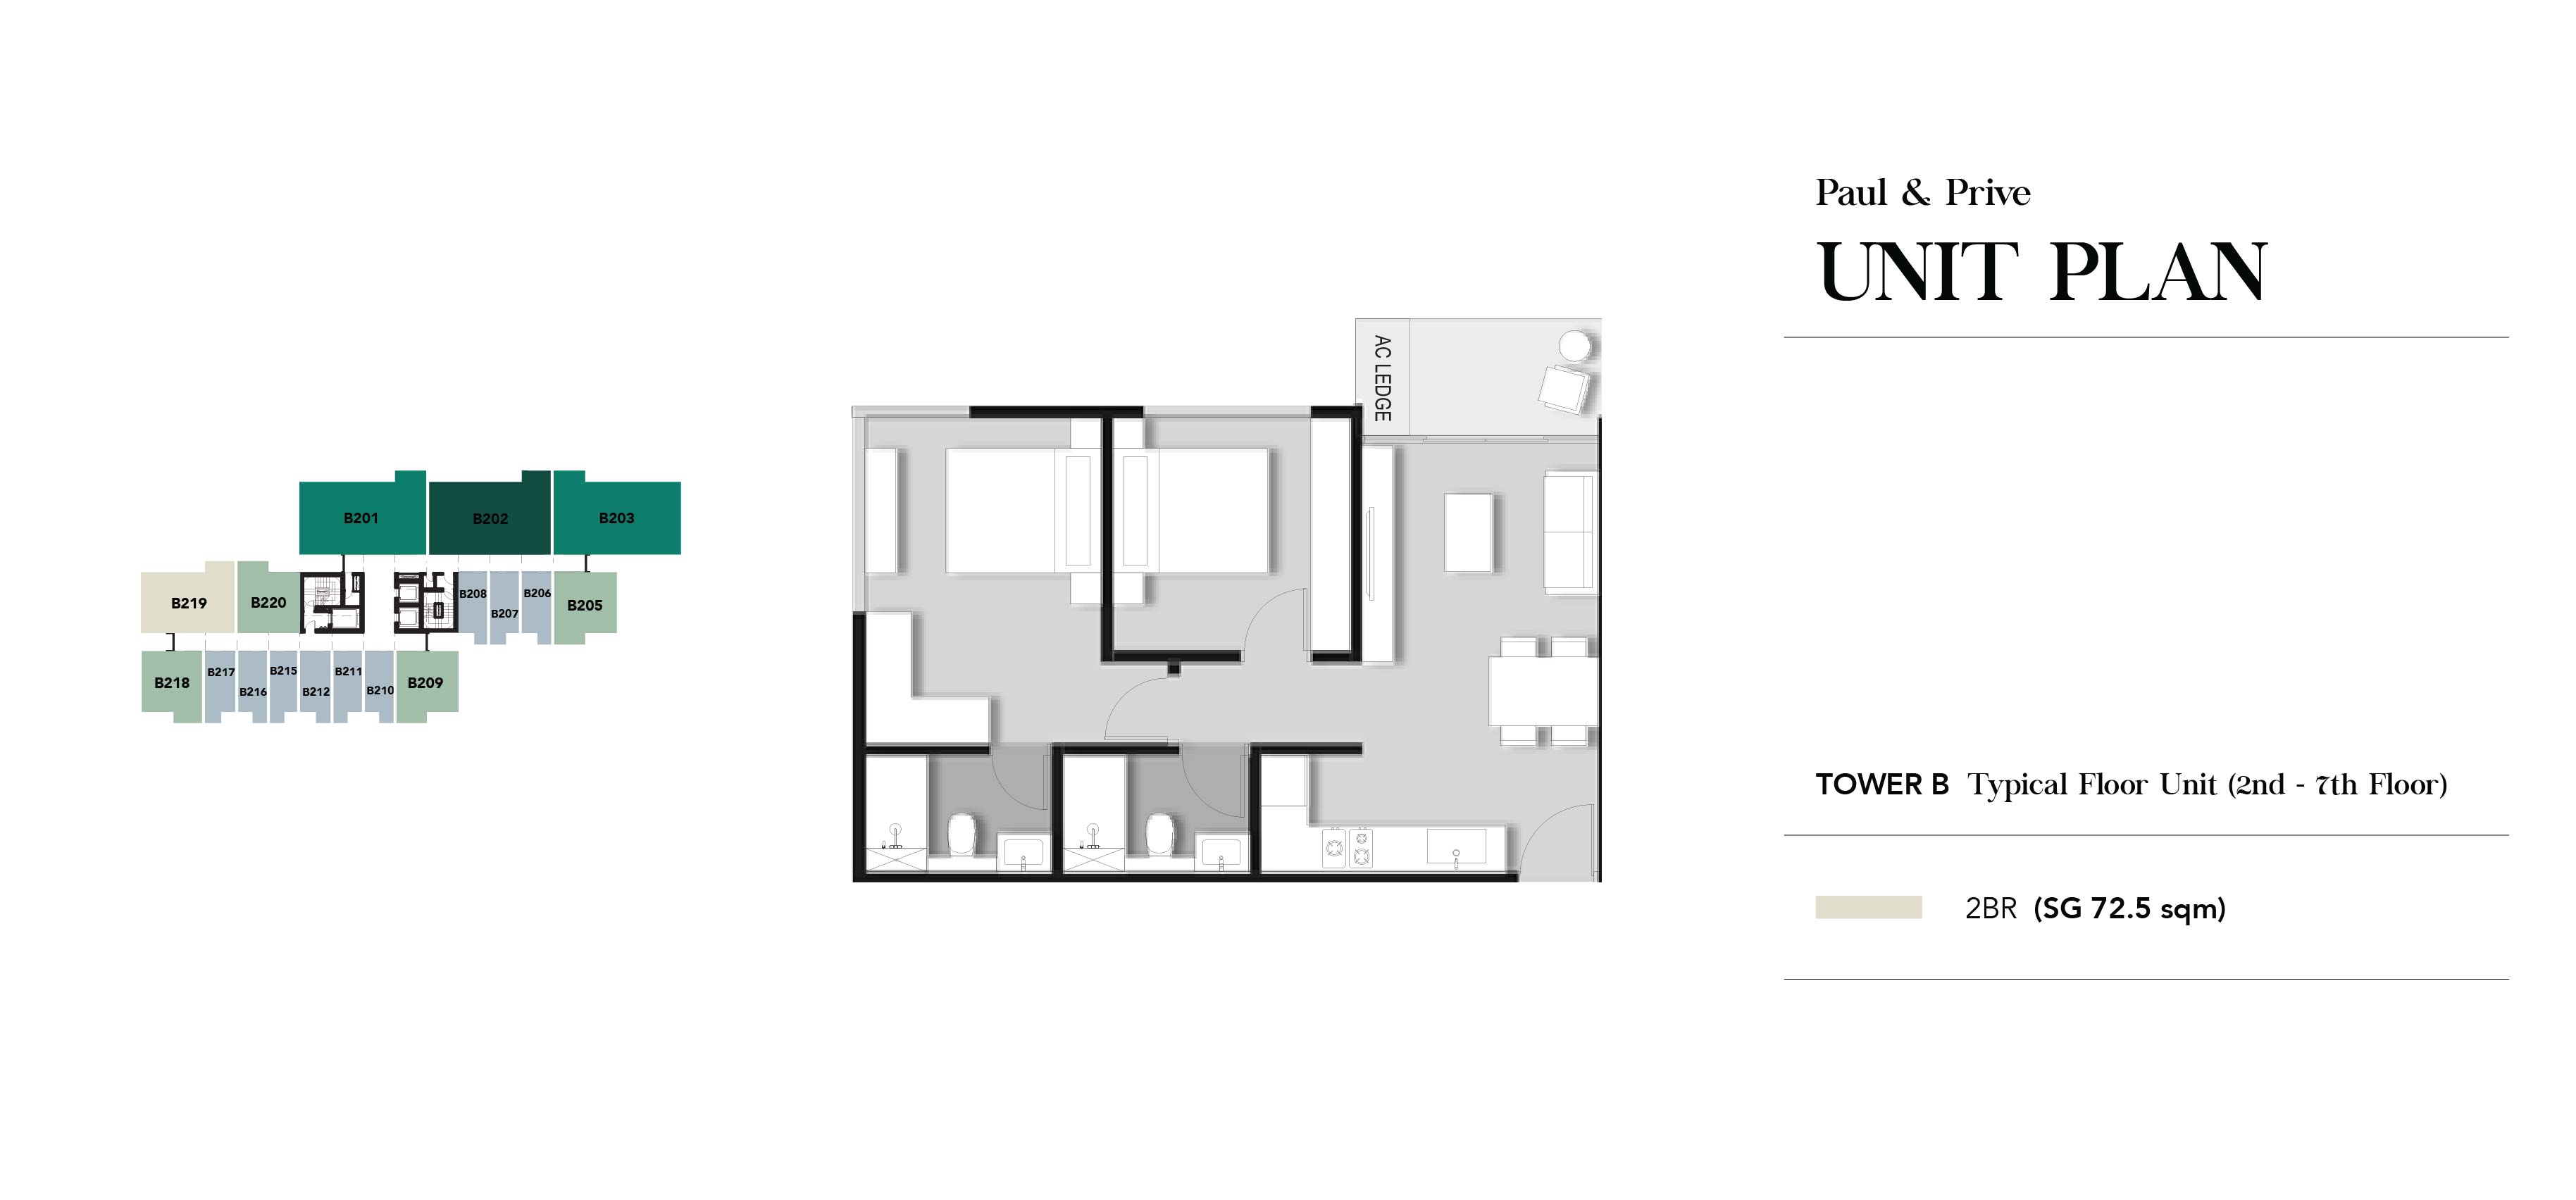 Paul & Prive
UNIT PLAN
AC LEDGE
B201
B202
B203
B219
B220
B208
B207
B206
B205
B218
B217
B216
B215
B212
B211
B210
B209
TOWER B Typical Floor Unit (2nd - 7th Floor)
2BR (SG 72.5 sqm)